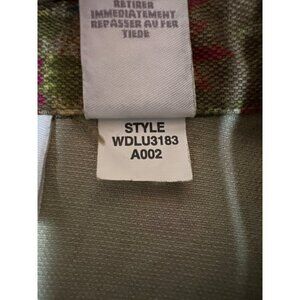 RETIRER
IMMEDIATEMENT
REPASSER AU FER
TIEDE
STYLE
WDLU3183
A002